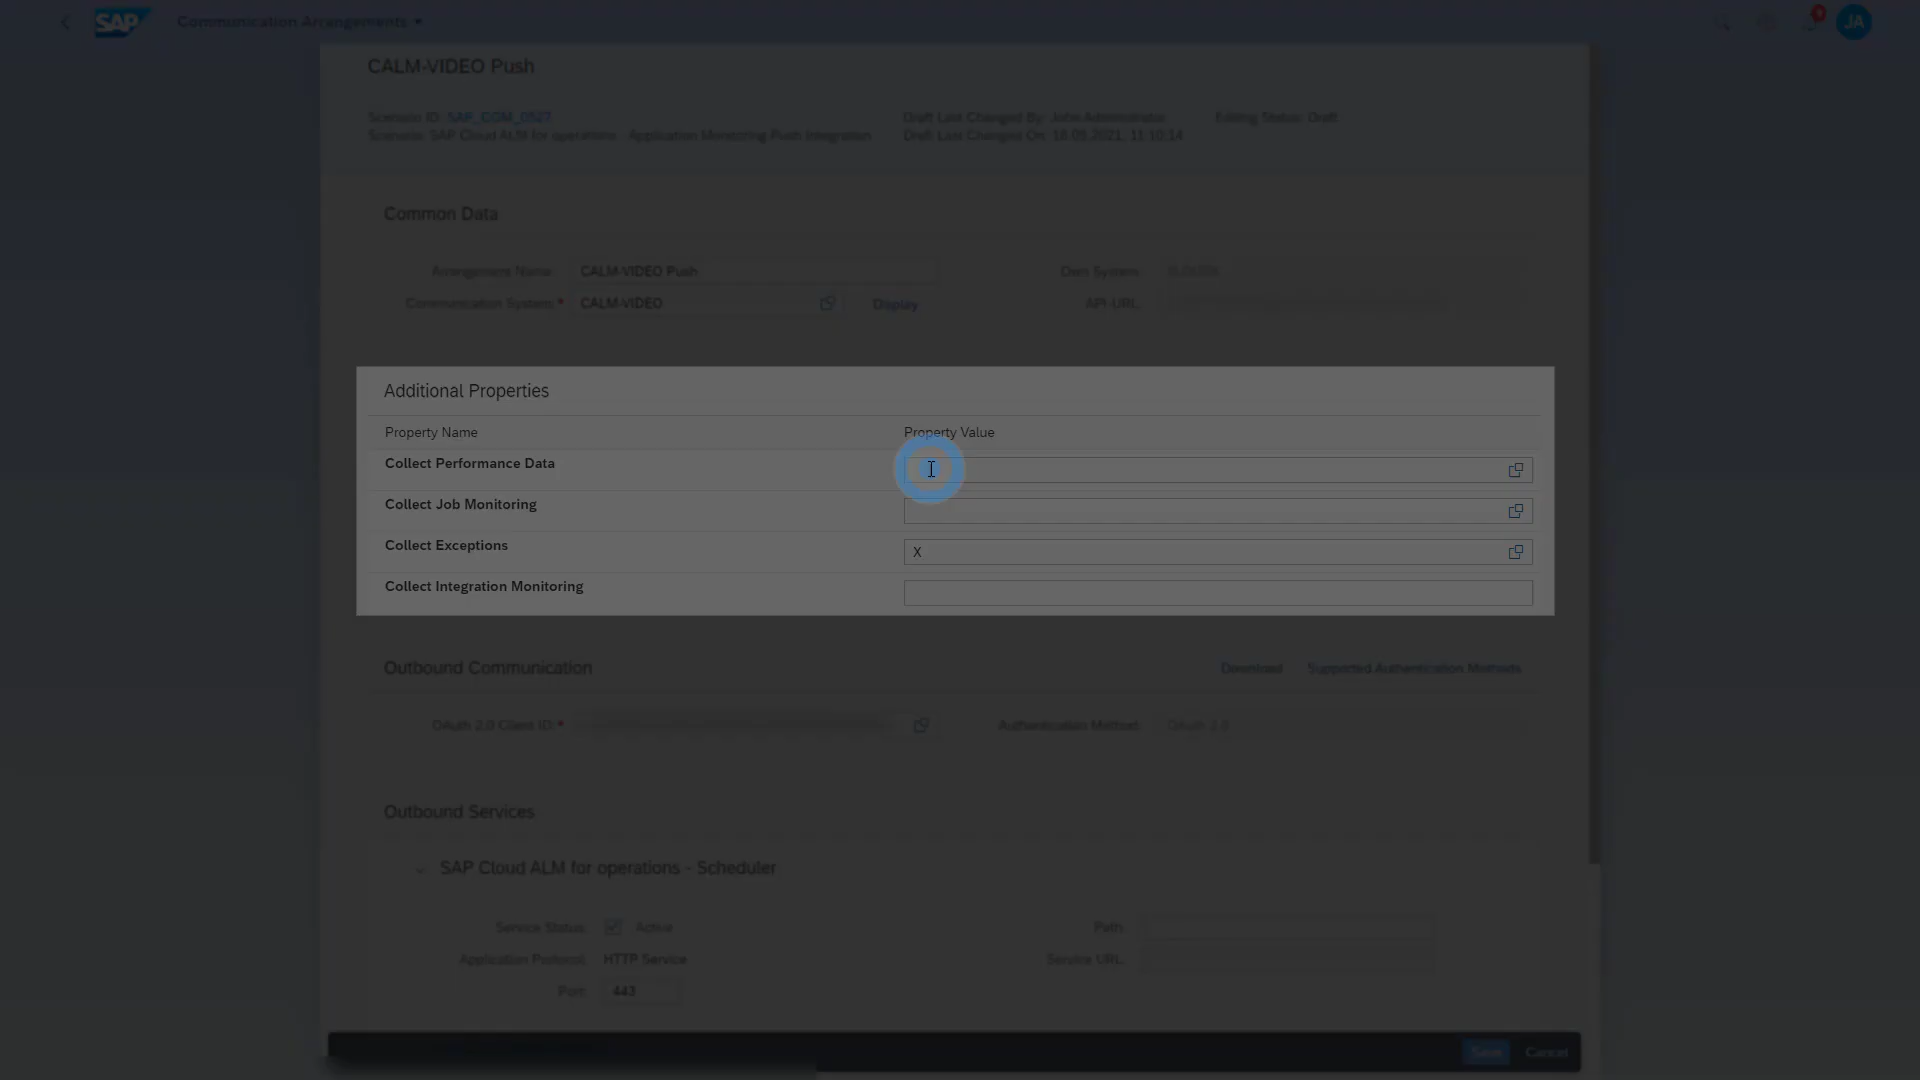 SAP Communication Arrangements
9 JA
CALM-VIDEO Push
Scenario ID: SAP_COM_0527
Draft Last Changed By: John Administrator
Editing Status: Draft
Scenario: SAP Cloud ALM for operations - Application Monitoring Push Integration
Draft Last Changed On: 16.09.2021, 11:10:14
Common Data
Arrangement Name: CALM-VIDEO Push
Own System:
Communication System:* CALM-VIDEO Display
API-URL:
Additional Properties
Property Name Property Value
Collect Performance Data
Collect Job Monitoring
Collect Exceptions X
Collect Integration Monitoring
Outbound Communication Download Supported Authentication Methods
OAuth 2.0 Client ID:*
Authentication Method: OAuth 2.0
Outbound Services
SAP Cloud ALM for operations - Scheduler
Service Status: Active Path:
Application Protocol: HTTP Service Service URL:
Port: 443
Save Cancel